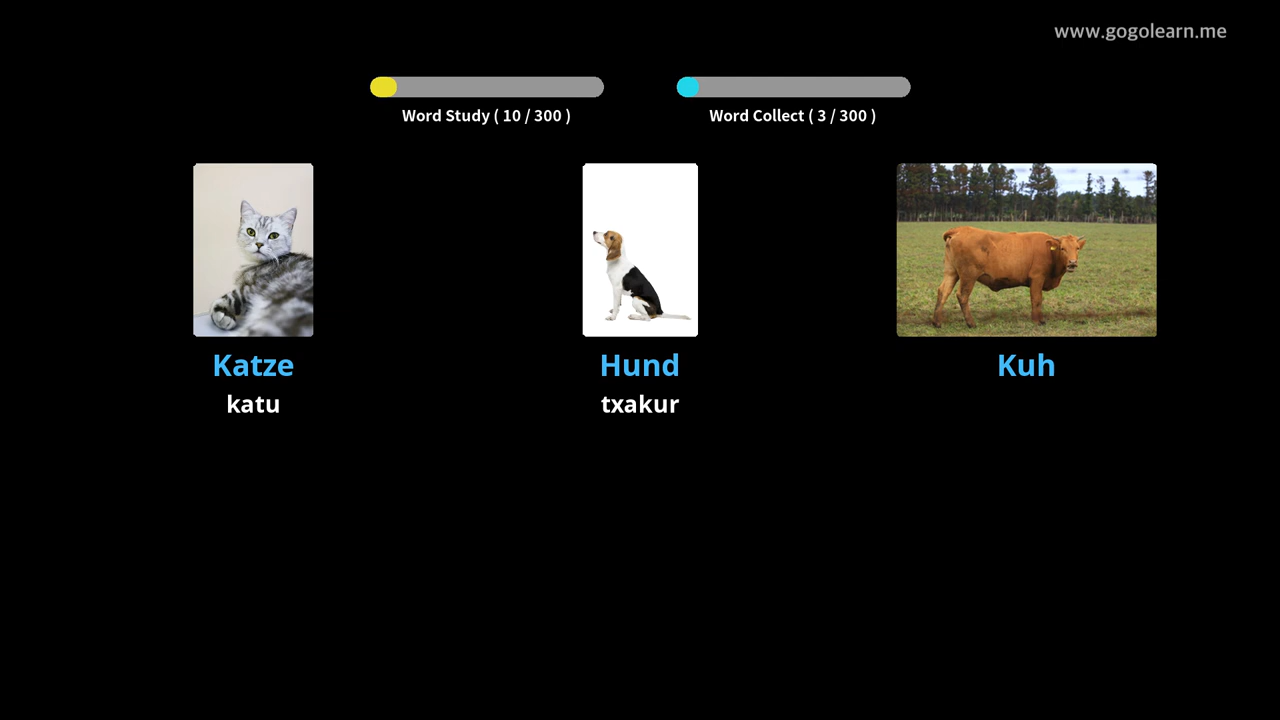 www.gogolearn.me
Word Study ( 10 / 300 )
Word Collect ( 3 / 300 )
Katze
Hund
Kuh
katu
txakur